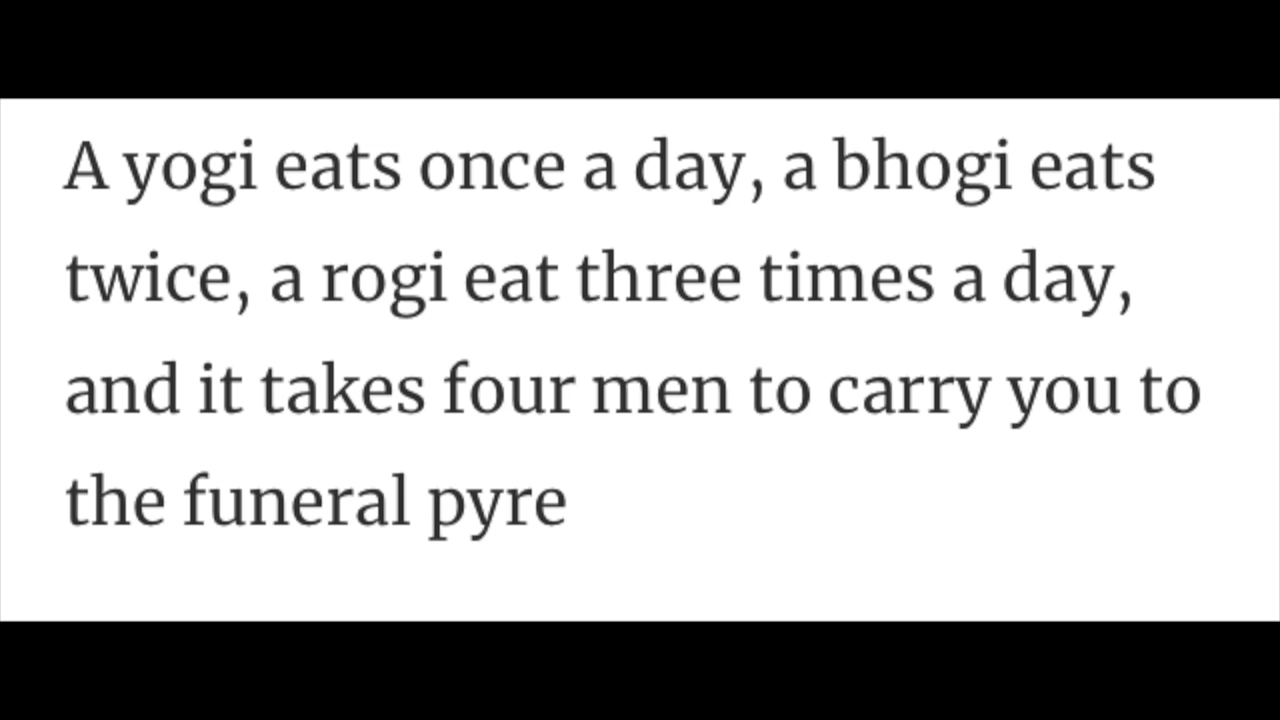 A yogi eats once a day, a bhogi eats
twice, a rogi eat three times a day,
and it takes four men to carry you to
the funeral pyre